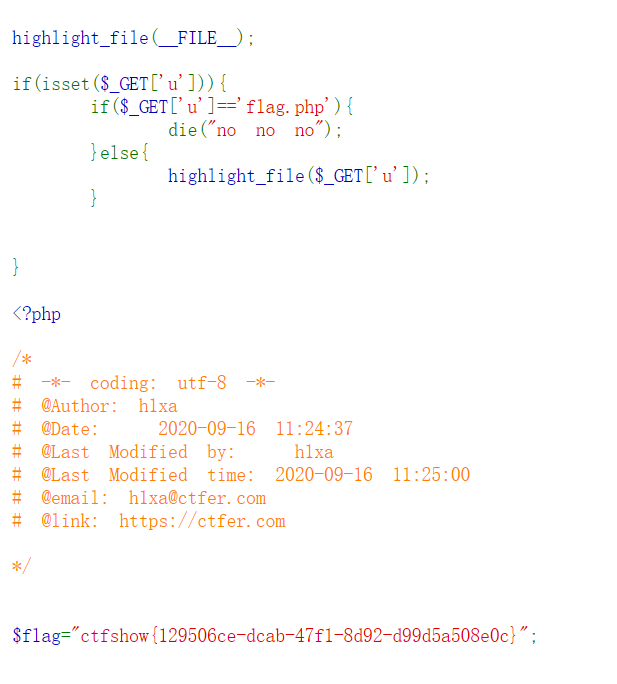 highlight_file(__FILE__);
if(isset($_GET['u'])){
if($_GET['u']=='flag.php'){
die("no no no");
}else{
highlight_file($_GET['u']);
}
}
<?php
/*
# -*- coding: utf-8 -*-
# @Author: h1xa
# @Date: 2020-09-16 11:24:37
# @Last Modified by: h1xa
# @Last Modified time: 2020-09-16 11:25:00
# @email: h1xa@ctfer.com
# @link: https://ctfer.com
*/
$flag="ctfshow{129506ce-dcab-47f1-8d92-d99d5a508e0c}";